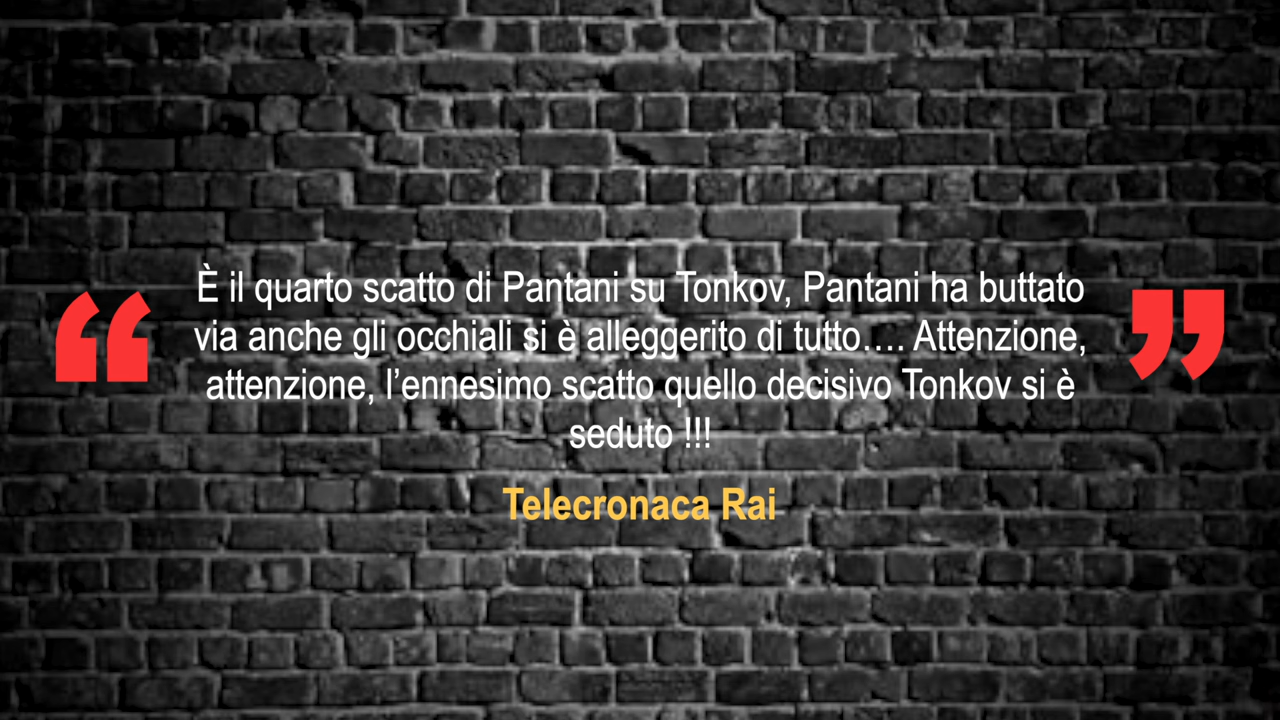 È il quarto scatto di Pantani su Tonkov, Pantani ha buttato
via anche gli occhiali si è alleggerito di tutto…. Attenzione,
attenzione, l’ennesimo scatto quello decisivo Tonkov si è
seduto !!!
Telecronaca Rai